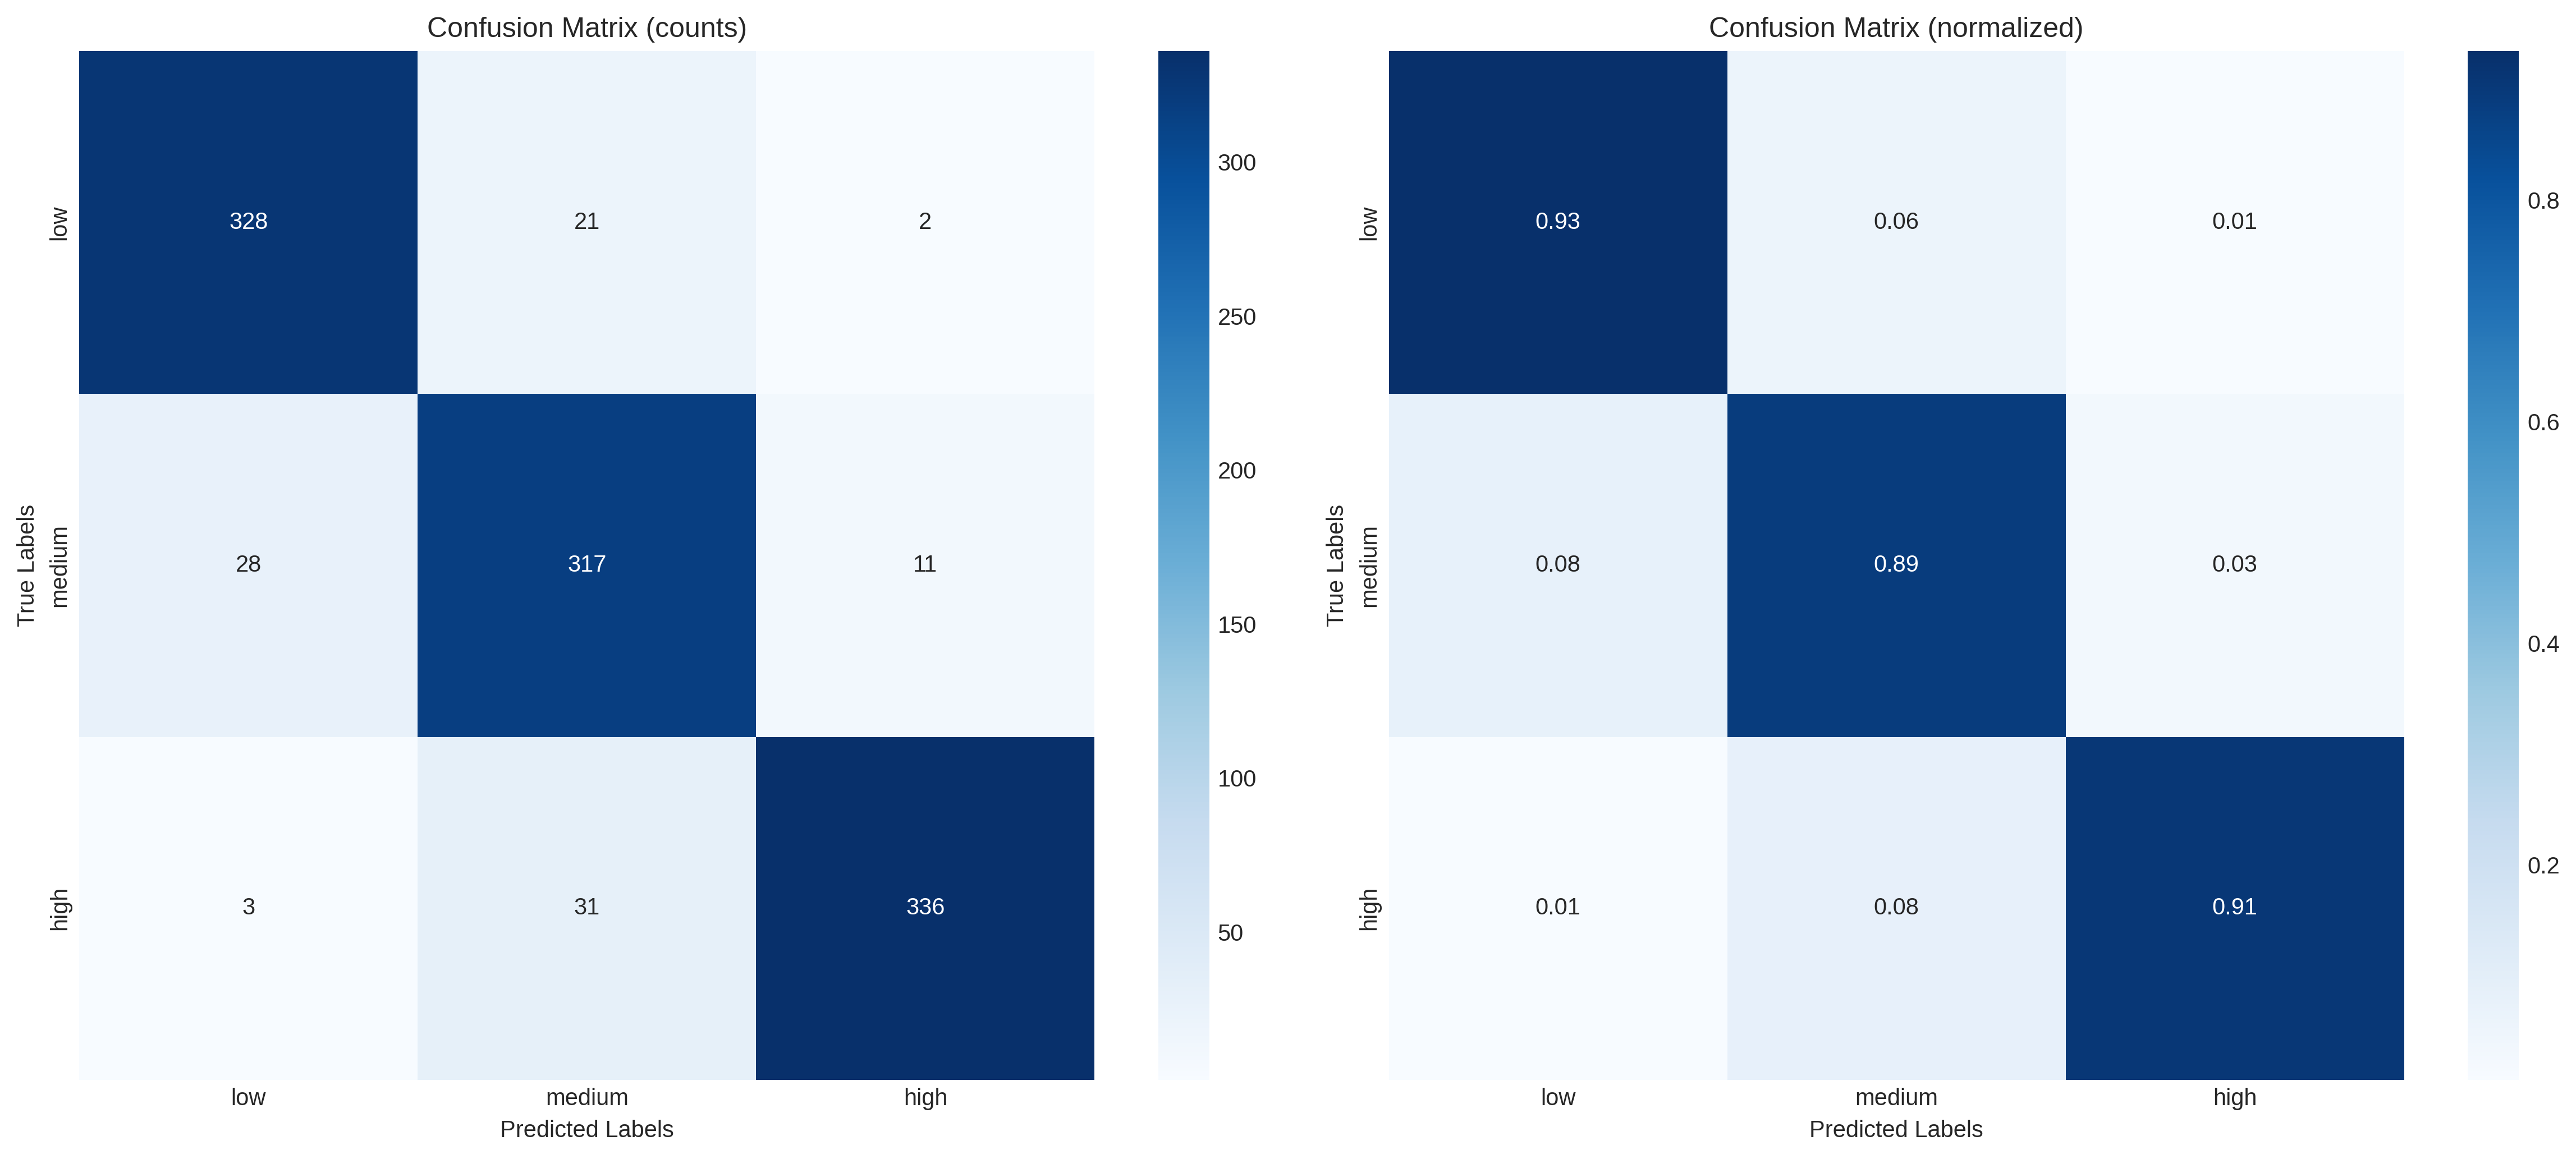 Confusion Matrix (counts)
True Labels
low
328 21 2
medium
28 317 11
high
3 31 336
low medium high
Predicted Labels
300
250
200
150
100
50
Confusion Matrix (normalized)
True Labels
low
0.93 0.06 0.01
medium
0.08 0.89 0.03
high
0.01 0.08 0.91
low medium high
Predicted Labels
0.8
0.6
0.4
0.2